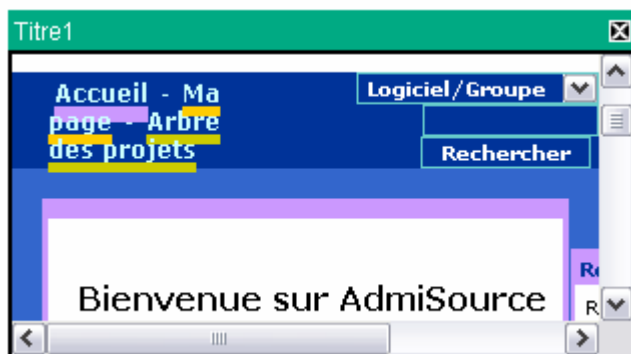 Titre1
Accueil - Ma
page - Arbre
des projets
Logiciel/Groupe
Rechercher
Bienvenue sur AdmiSource